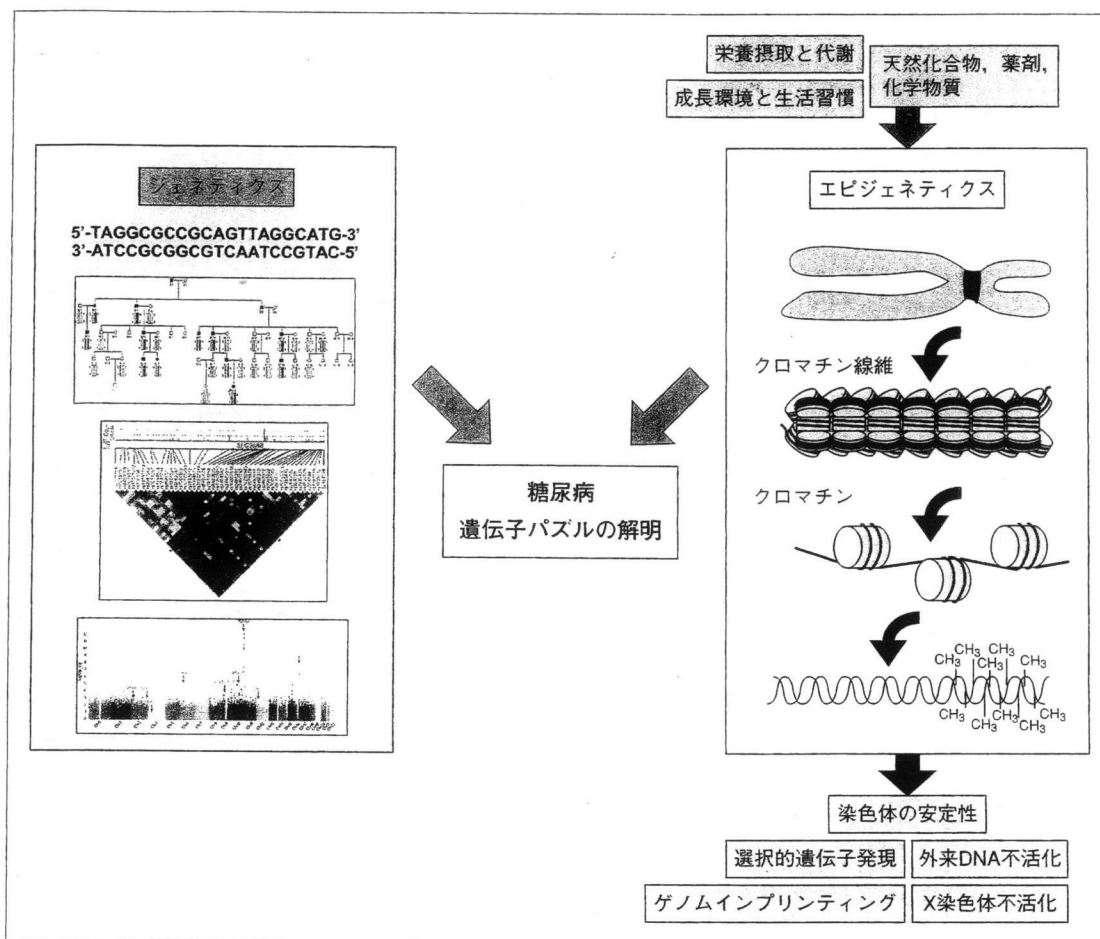 栄養摂取と代謝
成長環境と生活習慣
天然化合物，薬剤，
化学物質
ジェネティクス
5’-TAGGCGCCGCAGTTAGGCATG-3’
3’-ATCCGCGGCGTCAATCCGTAC-5’
糖尿病
遺伝子パズルの解明
エピジェネティクス
クロマチン線維
クロマチン
CH3 CH3 CH3 CH3 CH3
CH3 CH3 CH3 CH3 CH3
染色体の安定性
選択的遺伝子発現
外来DNA不活化
ゲノムインプリンティング
X染色体不活化